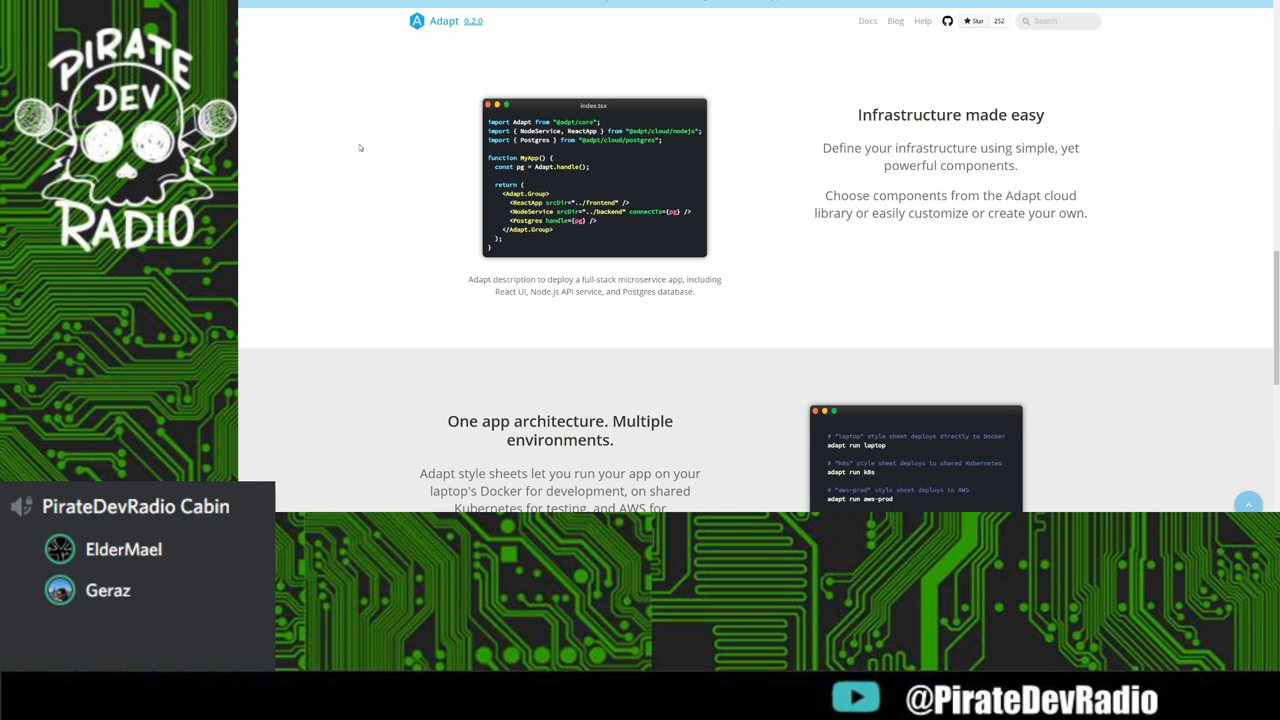 PIRATE
DEV
RADIO
Adapt 0.2.0
Docs Blog Help Star 252 Search
index.tsx
import Adapt from "@adpt/core";
import { NodeService, ReactApp } from "@adpt/cloud/nodejs";
import { Postgres } from "@adpt/cloud/postgres";
function MyApp() {
const pg = Adapt.handle();
return (
<Adapt.Group>
<ReactApp srcDir="../frontend" />
<NodeService srcDir="../backend" connectTo={pg} />
<Postgres handle={pg} />
</Adapt.Group>
);
}
Adapt description to deploy a full-stack microservice app, including
React UI, Node.js API service, and Postgres database.
Infrastructure made easy
Define your infrastructure using simple, yet
powerful components.
Choose components from the Adapt cloud
library or easily customize or create your own.
One app architecture. Multiple
environments.
Adapt style sheets let you run your app on your
laptop's Docker for development, on shared
Kubernetes for testing, and AWS for
# "laptop" style sheet deploys directly to Docker
adapt run laptop
# "k8s" style sheet deploys to shared Kubernetes
adapt run k8s
# "aws-prod" style sheet deploys to AWS
adapt run aws-prod
PirateDevRadio Cabin
ElderMael
Geraz
@PirateDevRadio